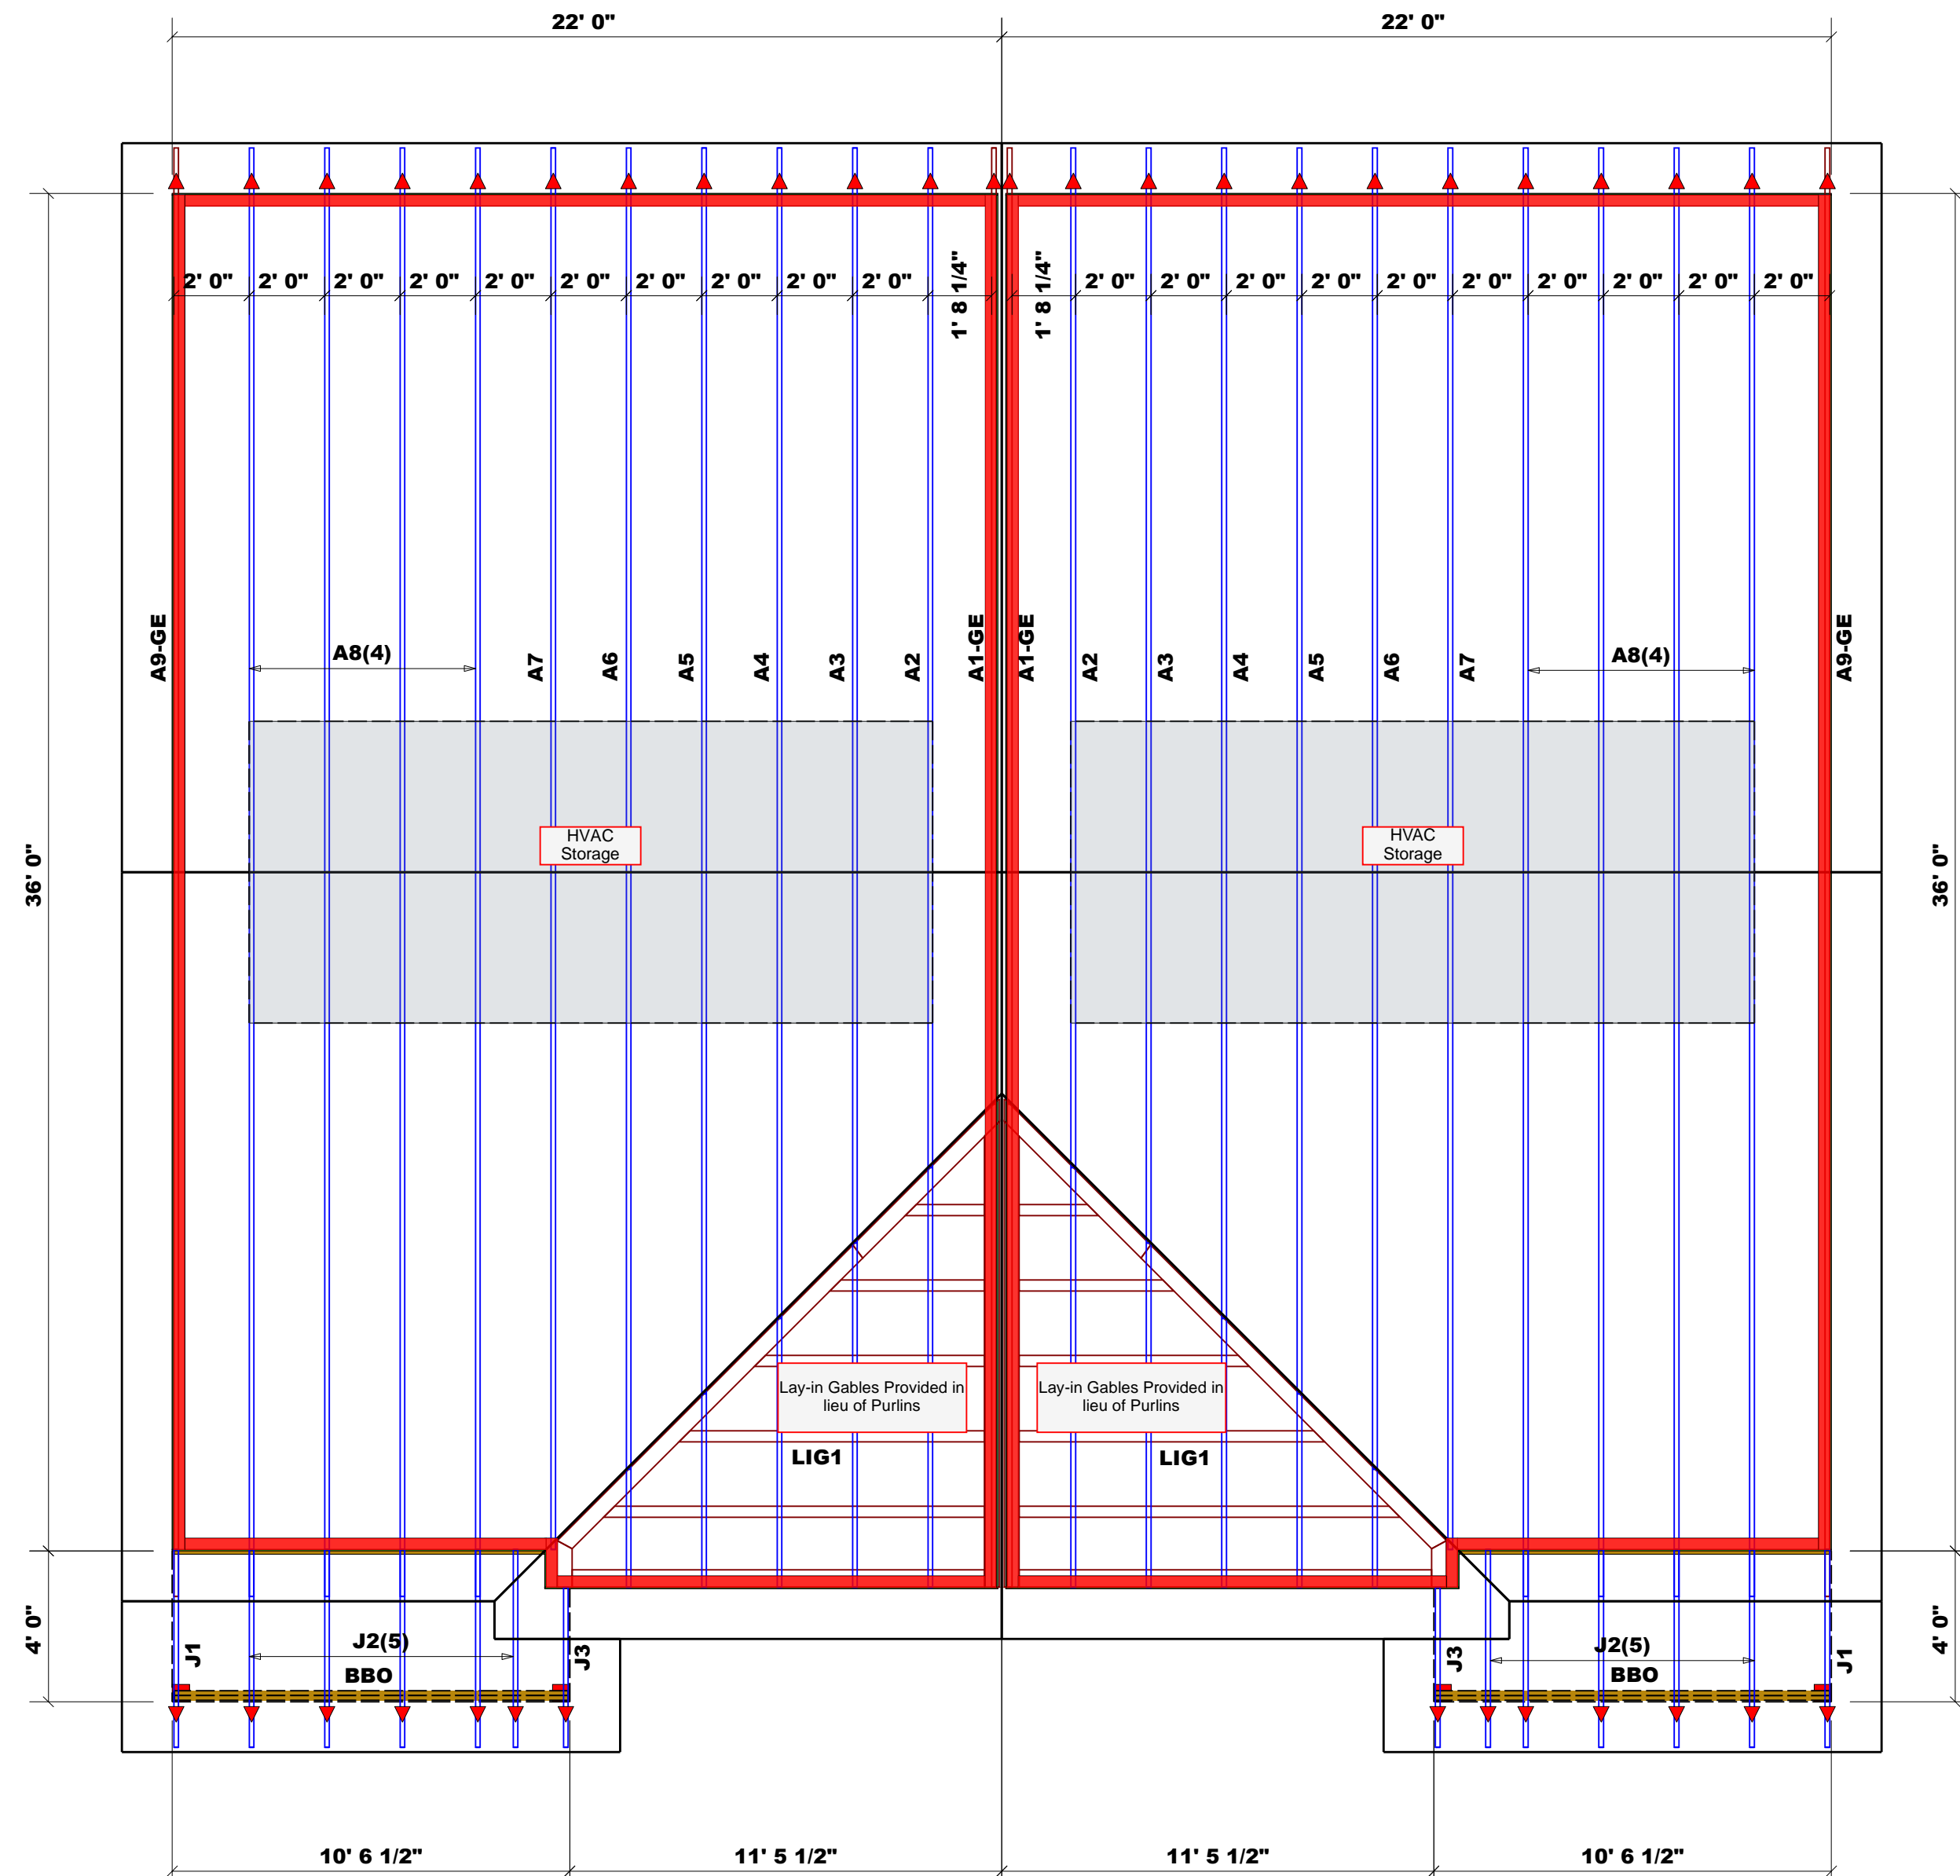 22' 0" 22' 0"
2' 0" 2' 0" 2' 0" 2' 0" 2' 0" 2' 0" 2' 0" 2' 0" 2' 0" 2' 0" 1' 8 1/4" 1' 8 1/4" 2' 0" 2' 0" 2' 0" 2' 0" 2' 0" 2' 0" 2' 0" 2' 0" 2' 0" 2' 0"
A9-GE A8(4) A7 A6 A5 A4 A3 A2 A1-GE A1-GE A2 A3 A4 A5 A6 A7 A8(4) A9-GE
HVAC
Storage
HVAC
Storage
36' 0" 36' 0"
Lay-in Gables Provided in
lieu of Purlins
Lay-in Gables Provided in
lieu of Purlins
LIG1 LIG1
4' 0" J1 J2(5) J3 J3 J2(5) J1 4' 0"
BBO BBO
10' 6 1/2" 11' 5 1/2" 11' 5 1/2" 10' 6 1/2"